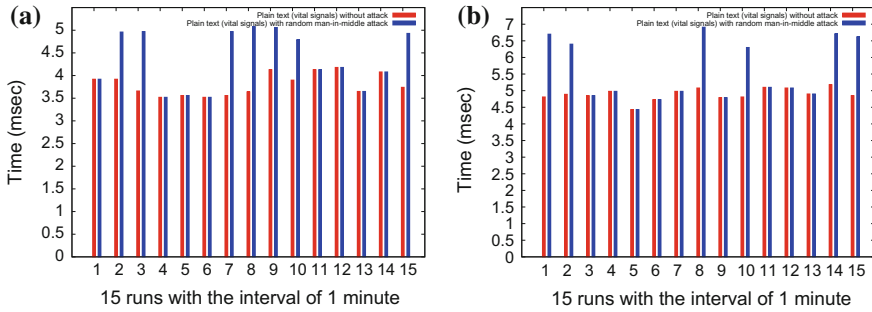 (a)
Plain text (vital signals) without attack
Plain text (vital signals) with random man-in-middle attack
Time (msec)
5
4.5
4
3.5
3
2.5
2
1.5
1
0.5
0
1 2 3 4 5 6 7 8 9 10 11 12 13 14 15
15 runs with the interval of 1 minute
(b)
Plain text (vital signals) without attack
Plain text (vital signals) with random man-in-middle attack
Time (msec)
7
6.5
6
5.5
5
4.5
4
3.5
3
2.5
2
1.5
1
0.5
0
1 2 3 4 5 6 7 8 9 10 11 12 13 14 15
15 runs with the interval of 1 minute